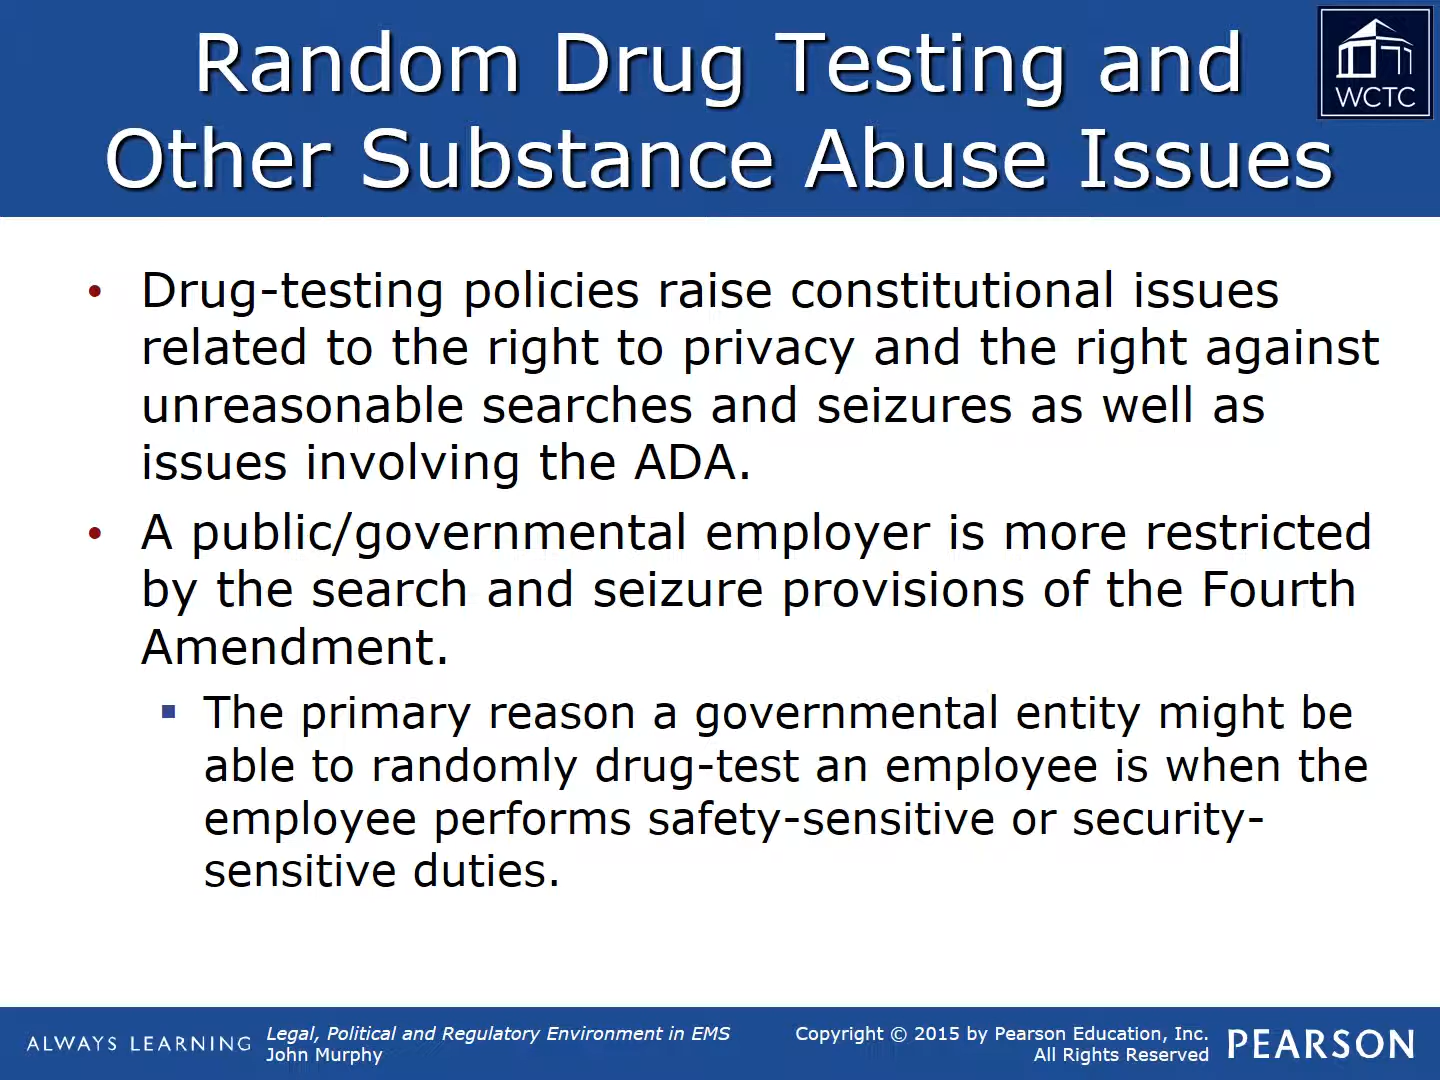 Random Drug Testing and
Other Substance Abuse Issues
WCTC
• Drug-testing policies raise constitutional issues
related to the right to privacy and the right against
unreasonable searches and seizures as well as
issues involving the ADA.
• A public/governmental employer is more restricted
by the search and seizure provisions of the Fourth
Amendment.
▪ The primary reason a governmental entity might be
able to randomly drug-test an employee is when the
employee performs safety-sensitive or security-
sensitive duties.
ALWAYS LEARNING
Legal, Political and Regulatory Environment in EMS
John Murphy
Copyright © 2015 by Pearson Education, Inc.
All Rights Reserved
PEARSON